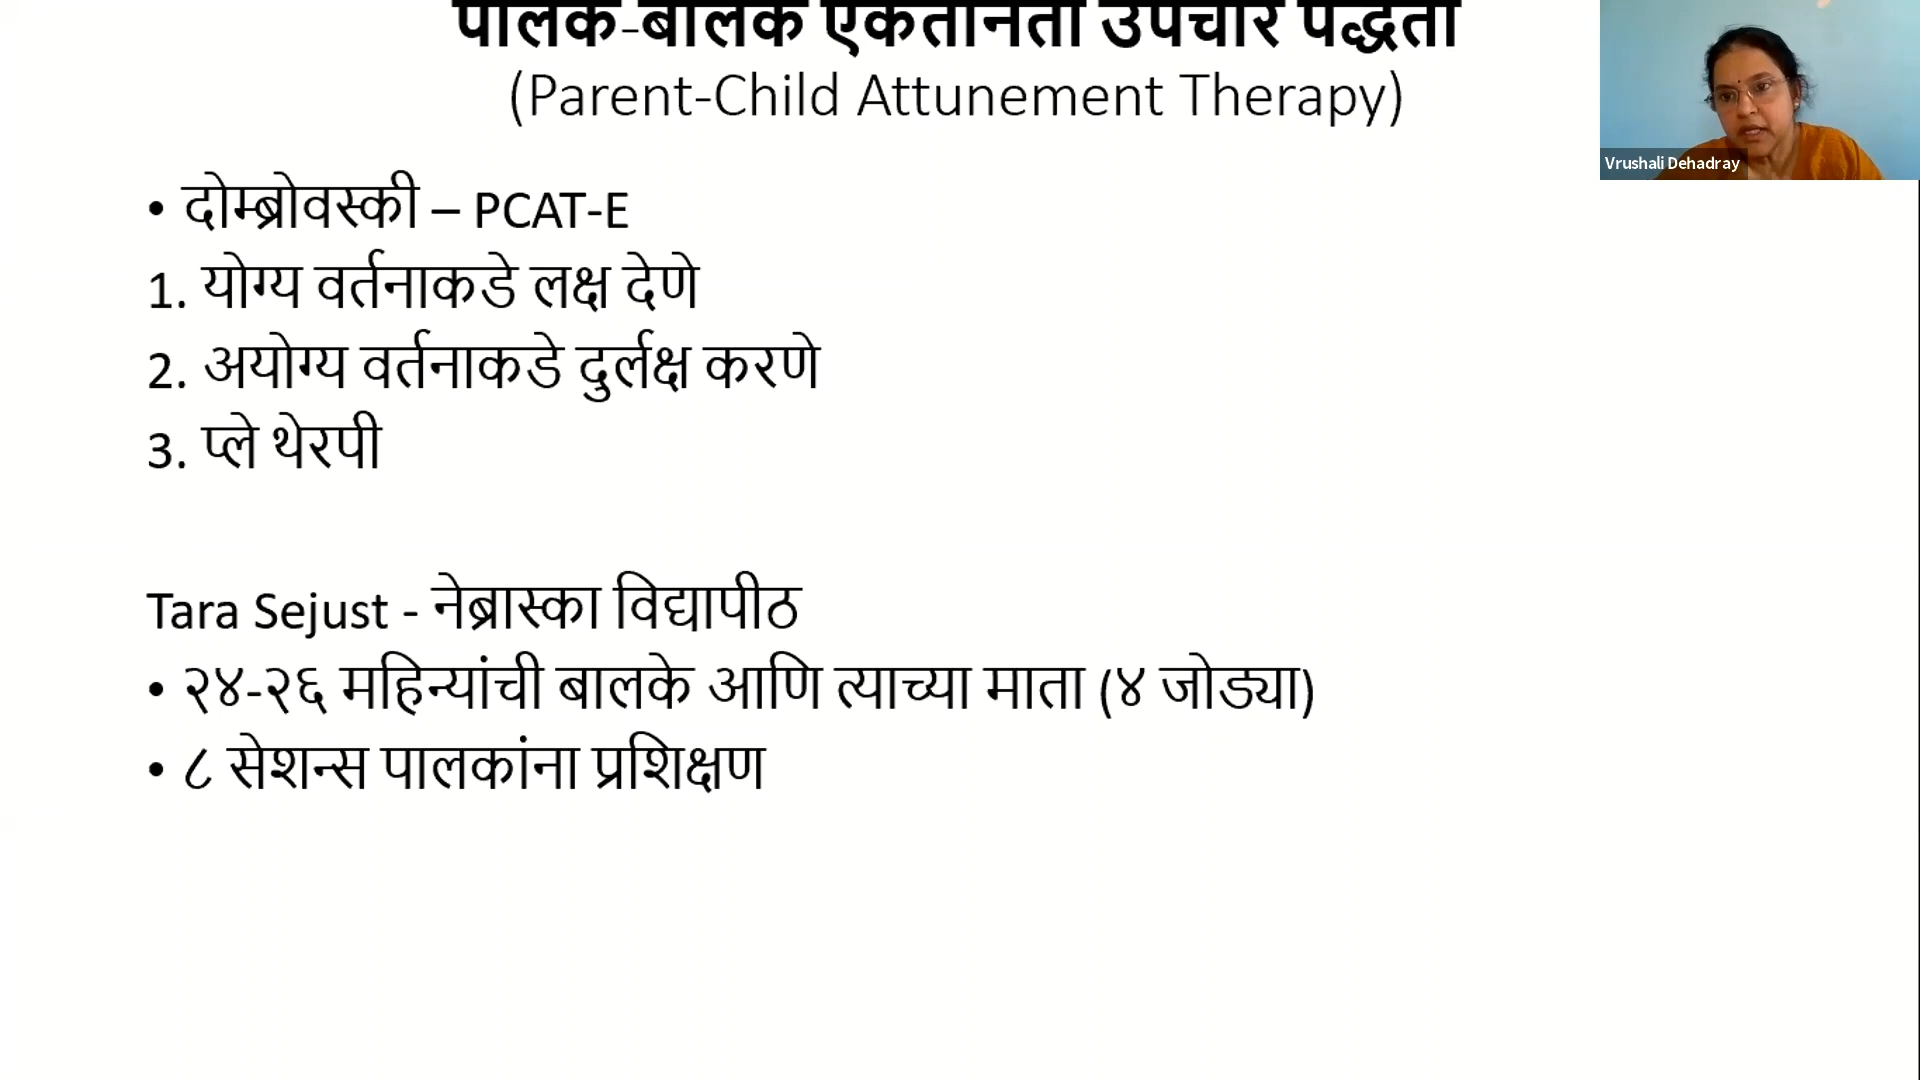 पालक-बालक एकतानता उपचार पद्धती
(Parent-Child Attunement Therapy)
Vrushali Dehadray
• दोम्ब्रोवस्की – PCAT-E
1. योग्य वर्तनाकडे लक्ष देणे
2. अयोग्य वर्तनाकडे दुर्लक्ष करणे
3. प्ले थेरपी
Tara Sejust - नेब्रास्का विद्यापीठ
• २४-२६ महिन्यांची बालके आणि त्याच्या माता (४ जोड्या)
• ८ सेशन्स पालकांना प्रशिक्षण